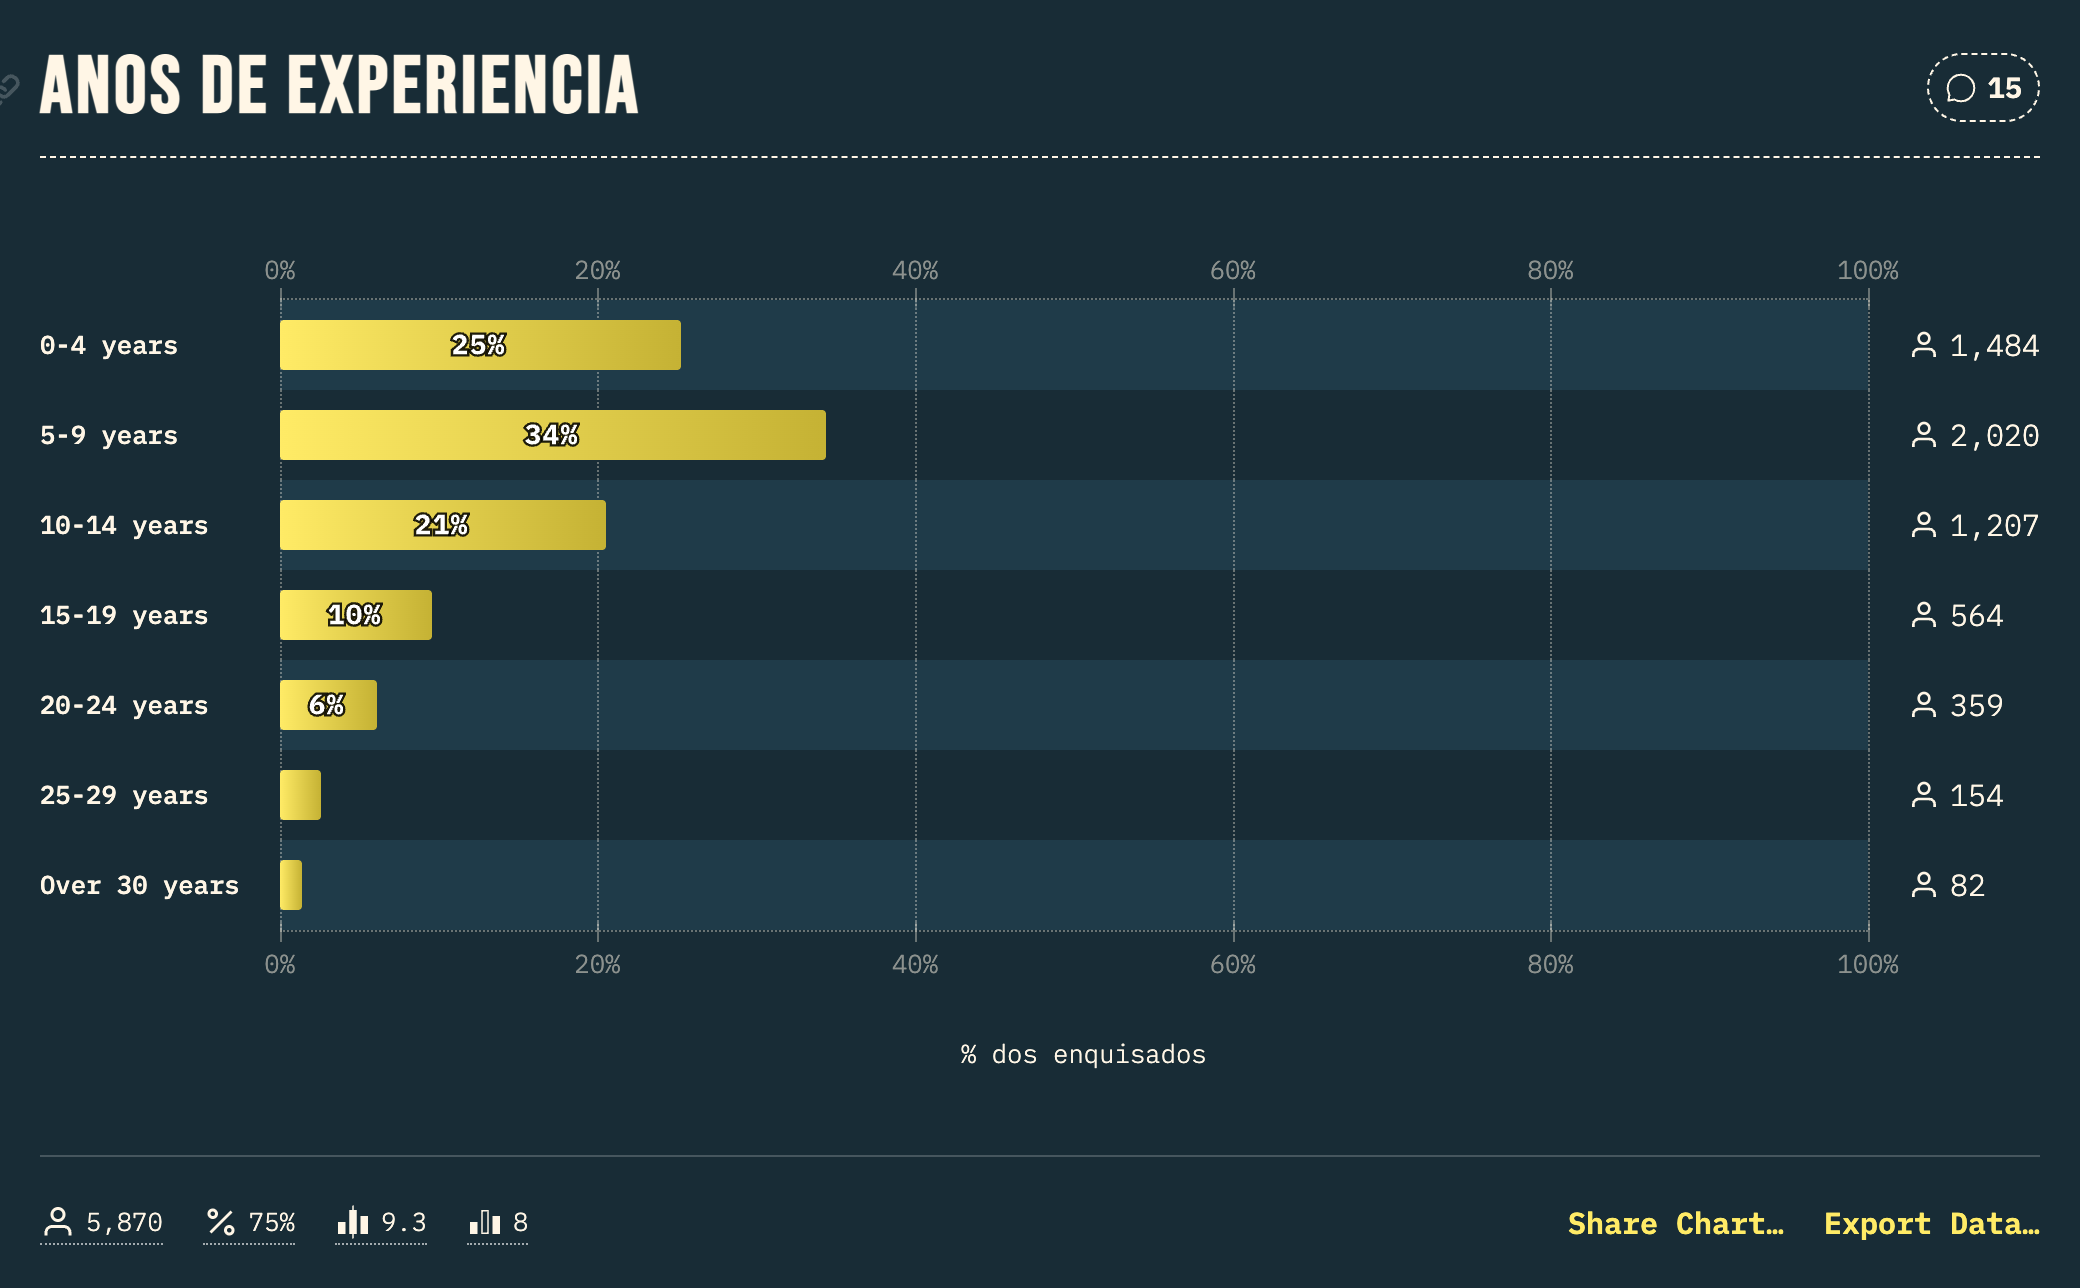 ANOS DE EXPERIENCIA
15
0% 20% 40% 60% 80% 100%
0-4 years 25% 1,484
5-9 years 34% 2,020
10-14 years 21% 1,207
15-19 years 10% 564
20-24 years 6% 359
25-29 years 154
Over 30 years 82
0% 20% 40% 60% 80% 100%
% dos enquisados
5,870 75% 9.3 8 Share Chart… Export Data…